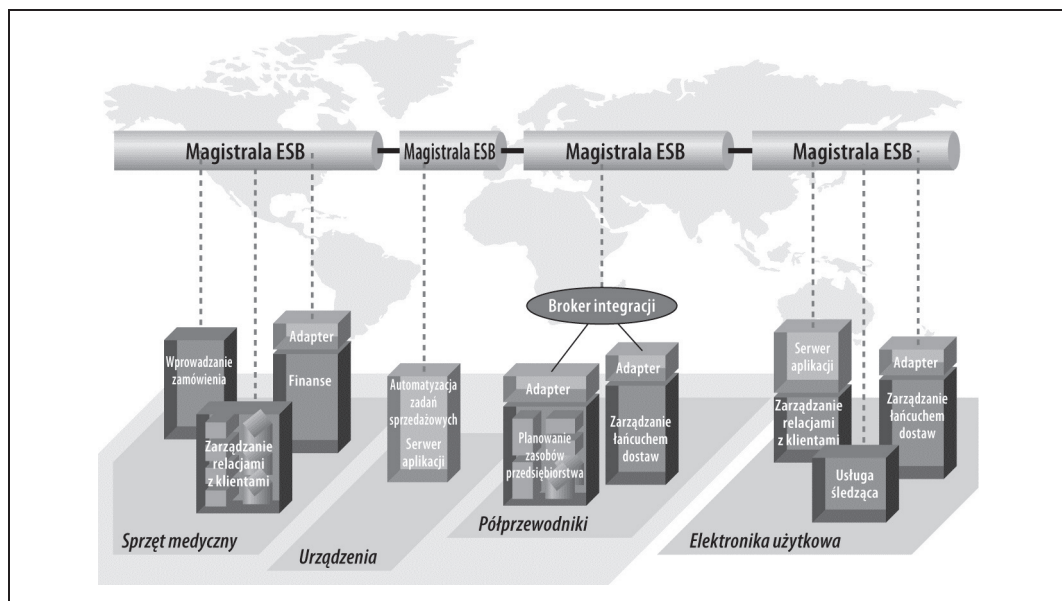 Magistrala ESB
Magistrala ESB
Magistrala ESB
Magistrala ESB
Broker integracji
Wprowadzanie
zamówienia
Adapter
Finanse
Zarządzanie
relacjami
z klientami
Automatyzacja
zadań
sprzedażowych
Serwer
aplikacji
Adapter
Planowanie
zasobów
przedsiębiorstwa
Adapter
Zarządzanie
łańcuchem
dostaw
Serwer
aplikacji
Zarządzanie
relacjami
z klientami
Usługa
śledząca
Adapter
Zarządzanie
łańcuchem
dostaw
Sprzęt medyczny
Urządzenia
Półprzewodniki
Elektronika użytkowa